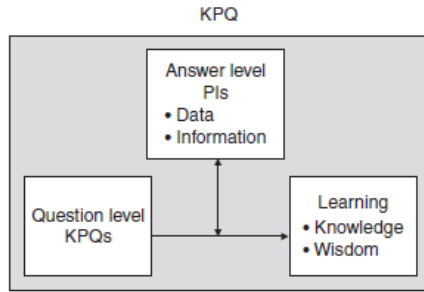 KPQ
Answer level
PIs
• Data
• Information
Question level
KPQs
Learning
• Knowledge
• Wisdom